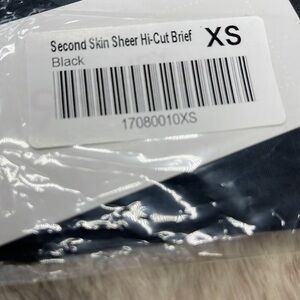 Second Skin Sheer Hi-Cut Brief XS
Black
17080010XS